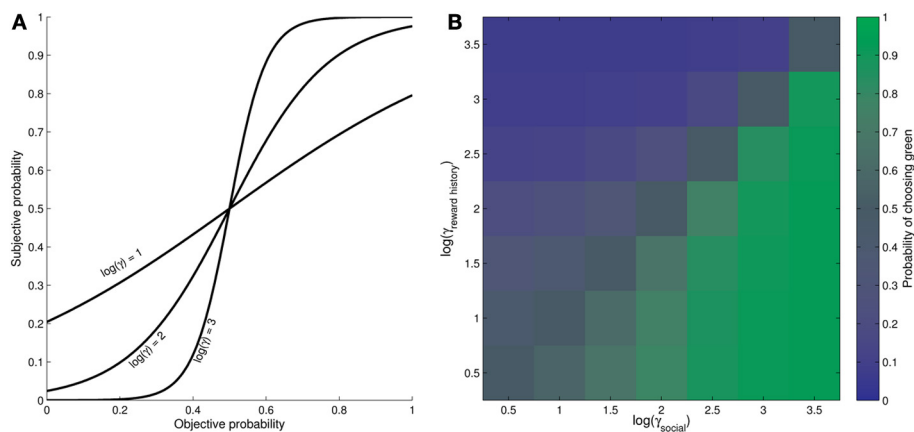 A
1
0.9
0.8
0.7
0.6
0.5
0.4
0.3
0.2
0.1
0
Subjective probability
log(γ) = 1
log(γ) = 2
log(γ) = 3
0 0.2 0.4 0.6 0.8 1
Objective probability
B
3.5
3
2.5
2
1.5
1
0.5
log(γreward history)
0.5 1 1.5 2 2.5 3 3.5
log(γsocial)
1
0.9
0.8
0.7
0.6
0.5
0.4
0.3
0.2
0.1
0
Probability of choosing green